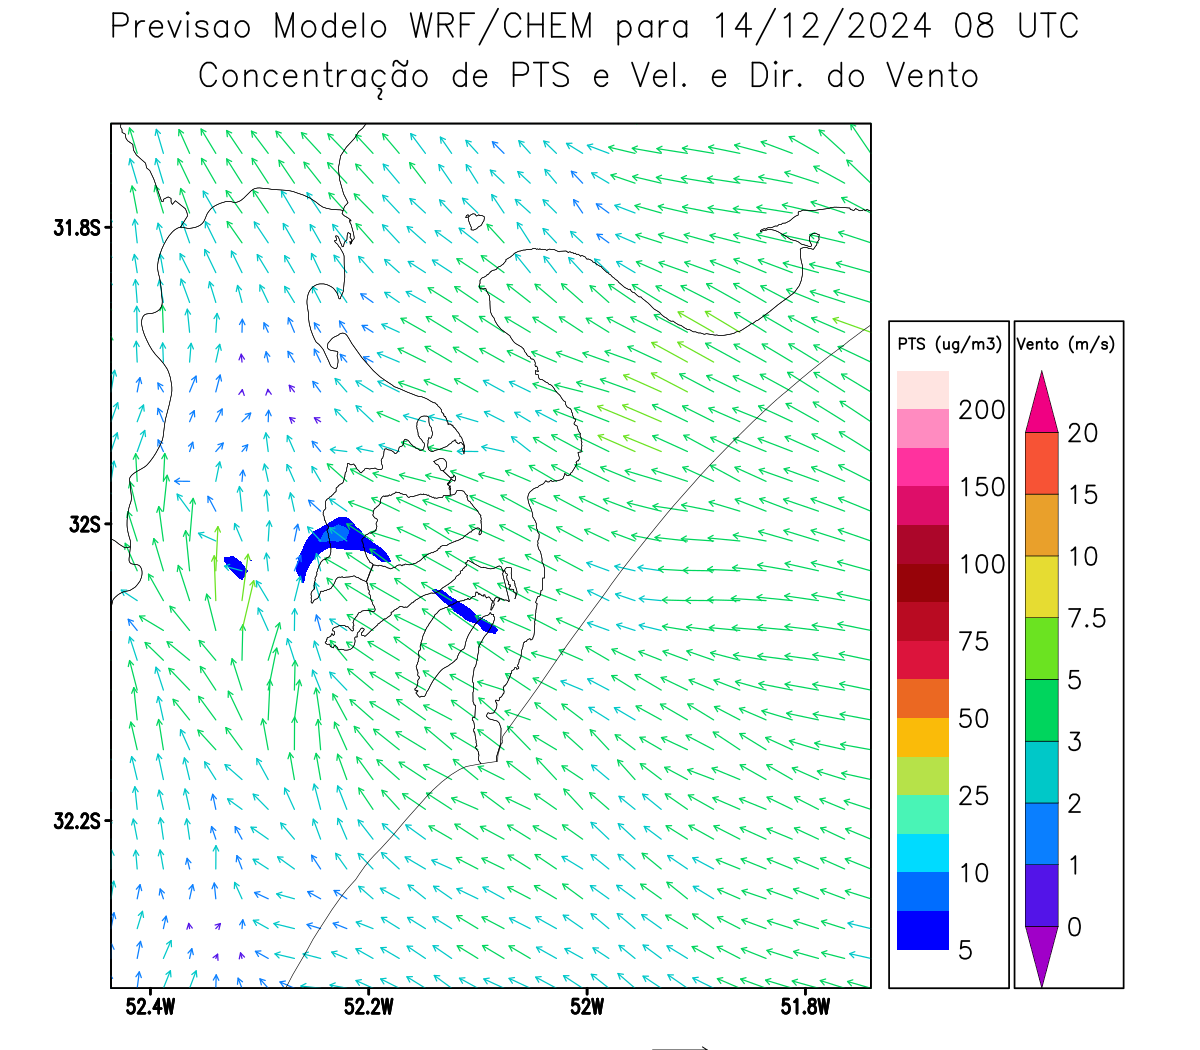 Previsao Modelo WRF/CHEM para 14/12/2024 08 UTC
Concentração de PTS e Vel. e Dir. do Vento
31.8S
32S
32.2S
52.4W 52.2W 52W 51.8W
PTS (ug/m3)
200
150
100
75
50
25
10
5
Vento (m/s)
20
15
10
7.5
5
3
2
1
0